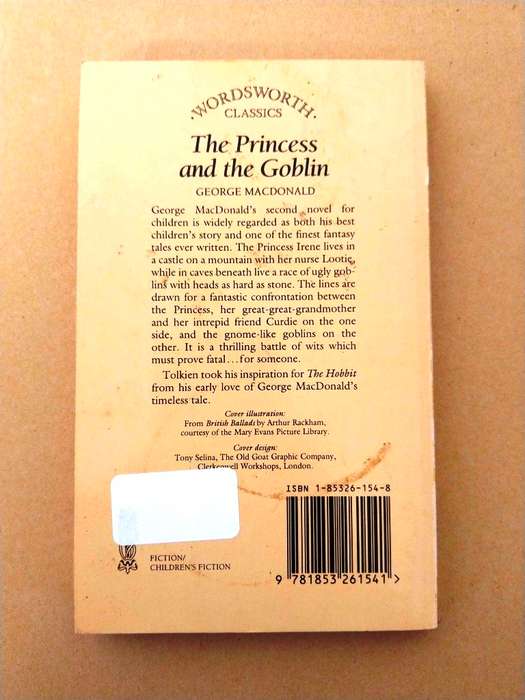 ·WORDSWORTH·
CLASSICS
The Princess
and the Goblin
GEORGE MACDONALD
George MacDonald's second novel for
children is widely regarded as both his best
children's story and one of the finest fantasy
tales ever written. The Princess Irene lives in
a castle on a mountain with her nurse Lootie,
while in caves beneath live a race of ugly gob-
lins with heads as hard as stone. The lines are
drawn for a fantastic confrontation between
the Princess, her great-great-grandmother
and her intrepid friend Curdie on the one
side, and the gnome-like goblins on the
other. It is a thrilling battle of wits which
must prove fatal...for someone.
Tolkien took his inspiration for The Hobbit
from his early love of George MacDonald's
timeless tale.
Cover illustration:
From British Ballads by Arthur Rackham,
courtesy of the Mary Evans Picture Library.
Cover design:
Tony Selina, The Old Goat Graphic Company,
Clerkenwell Workshops, London.
ISBN 1-85326-154-8
FICTION/
CHILDREN'S FICTION
9 781853 261541 >